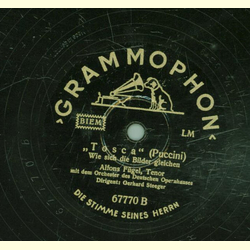 GRAMMOPHON
BIEM
LM
„Tosca" (Puccini)
Wie sich die Bilder gleichen
Alfons Fügel, Tenor
mit dem Orchester des Deutschen Opernhauses
Dirigent: Gerhard Steeger
67770 B
DIE STIMME SEINES HERRN